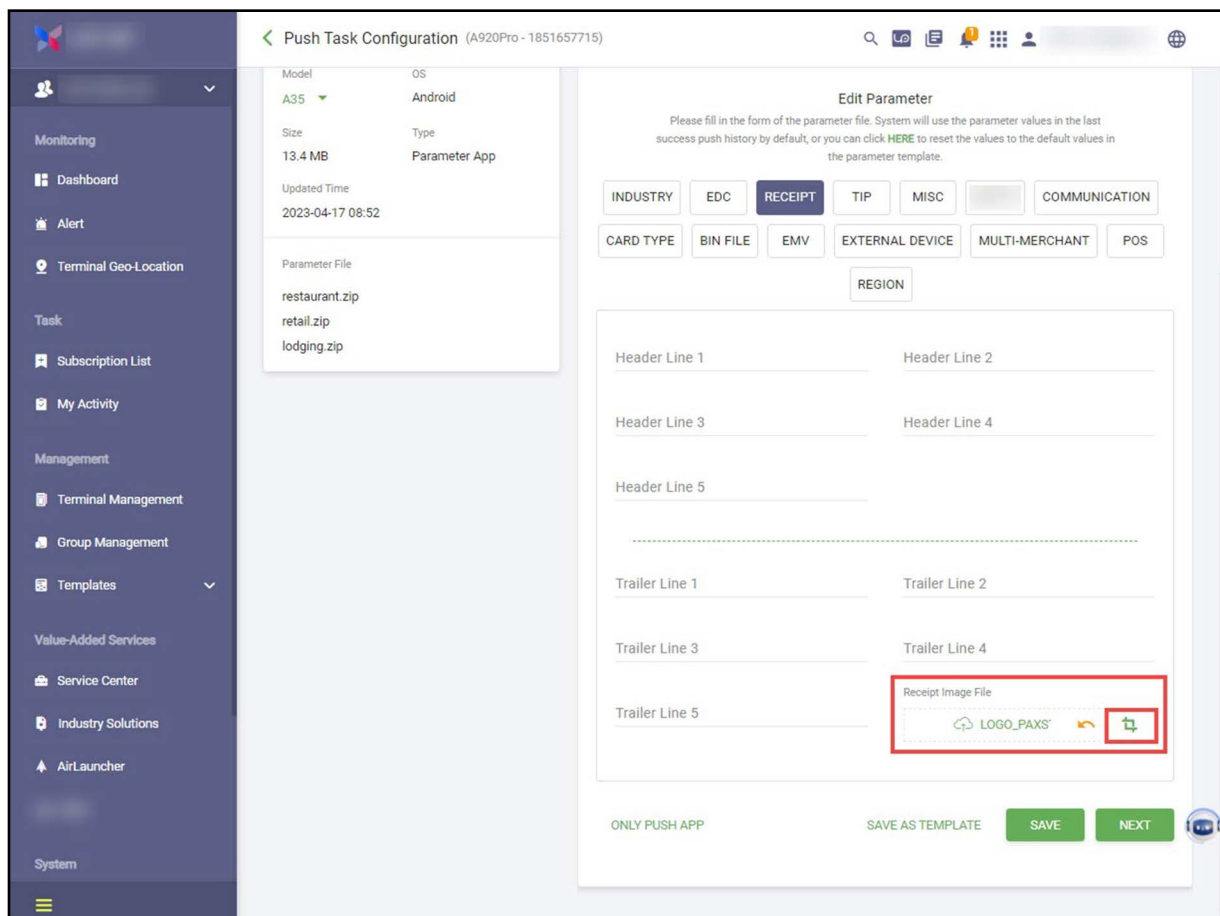 Push Task Configuration (A920Pro - 1851657715)
1
Monitoring
Dashboard
Alert
Terminal Geo-Location
Task
Subscription List
My Activity
Management
Terminal Management
Group Management
Templates
Value-Added Services
Service Center
Industry Solutions
AirLauncher
System
Model OS
A35 Android
Size Type
13.4 MB Parameter App
Updated Time
2023-04-17 08:52
Parameter File
restaurant.zip
retail.zip
lodging.zip
Edit Parameter
Please fill in the form of the parameter file. System will use the parameter values in the last
success push history by default, or you can click HERE to reset the values to the default values in
the parameter template.
INDUSTRY EDC RECEIPT TIP MISC COMMUNICATION
CARD TYPE BIN FILE EMV EXTERNAL DEVICE MULTI-MERCHANT POS
REGION
Header Line 1 Header Line 2
Header Line 3 Header Line 4
Header Line 5
Trailer Line 1 Trailer Line 2
Trailer Line 3 Trailer Line 4
Receipt Image File
Trailer Line 5 LOGO_PAXS
ONLY PUSH APP SAVE AS TEMPLATE SAVE NEXT